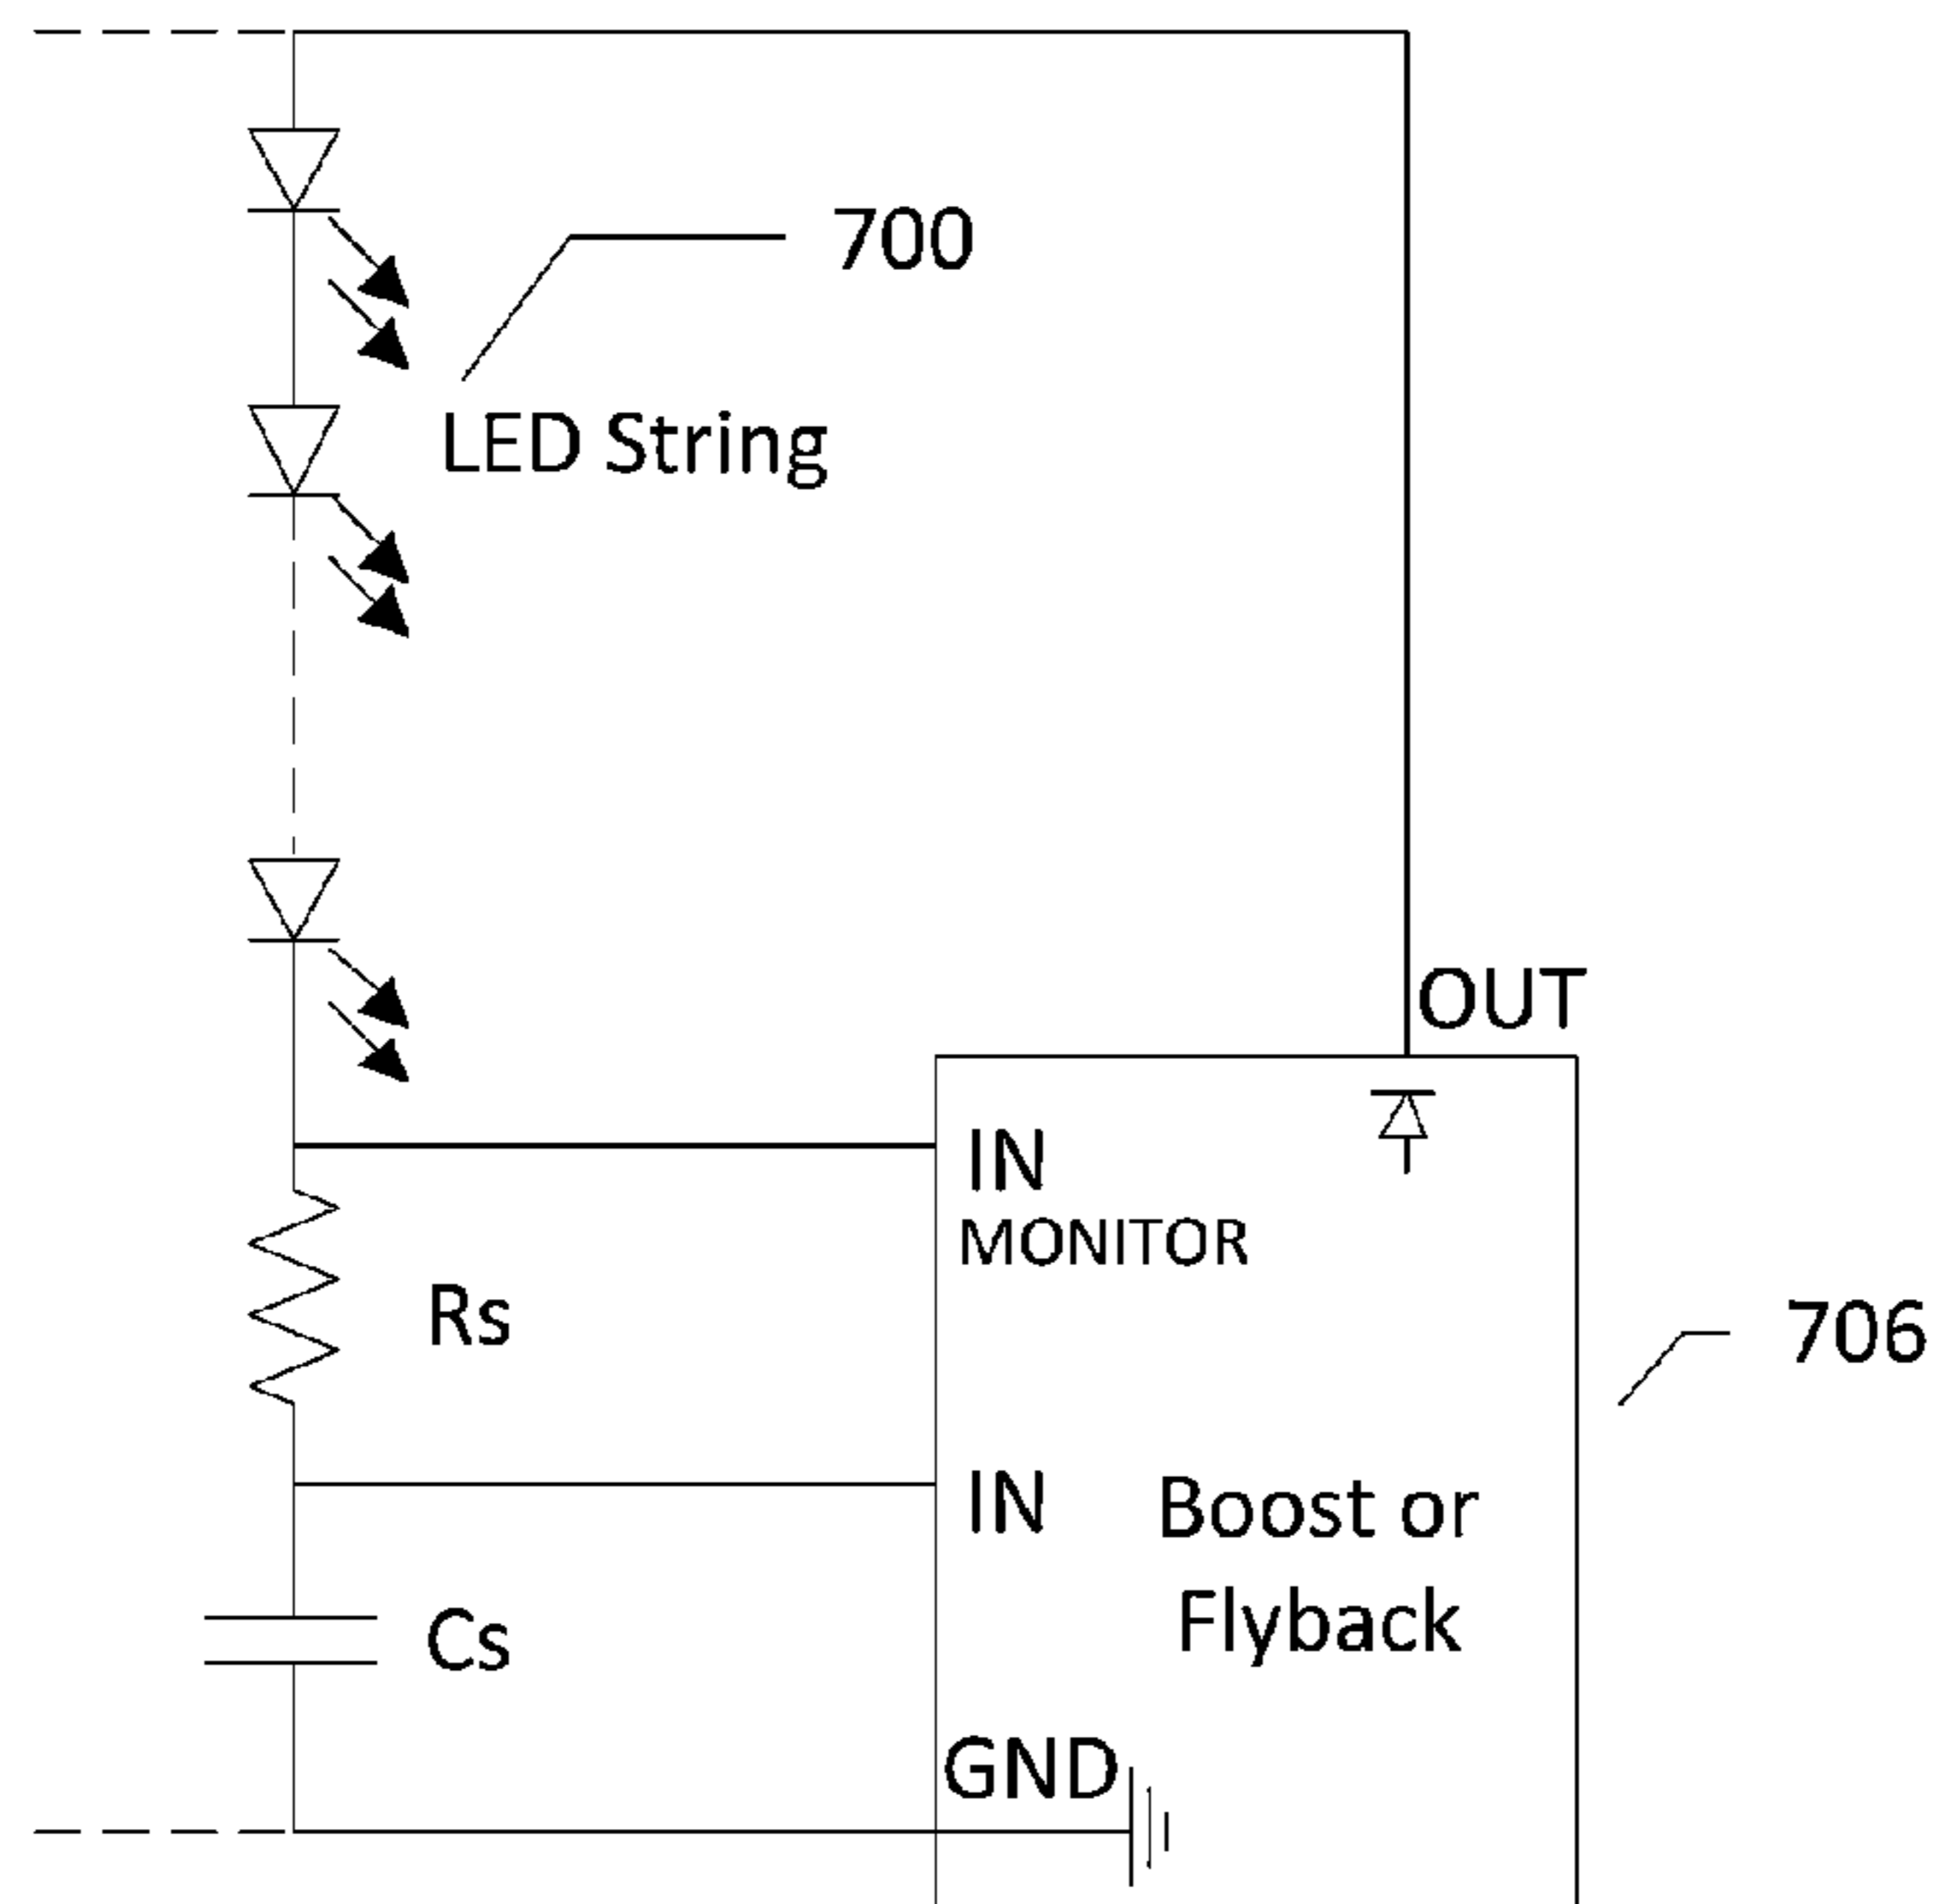 700
LED String
OUT
IN
MONITOR
Rs
706
IN
Boost or
Flyback
Cs
GND